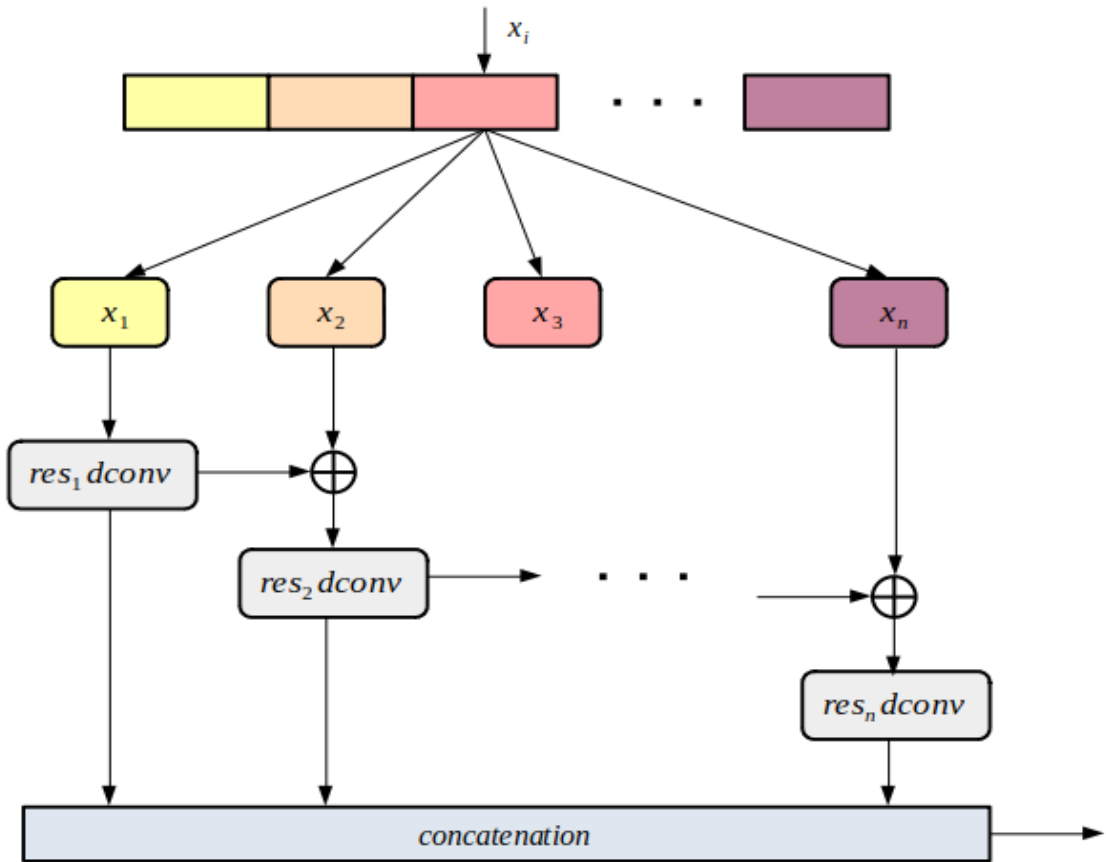 x_i
x_1 x_2 x_3 x_n
res_1 dconv
res_2 dconv
. . .
res_n dconv
concatenation